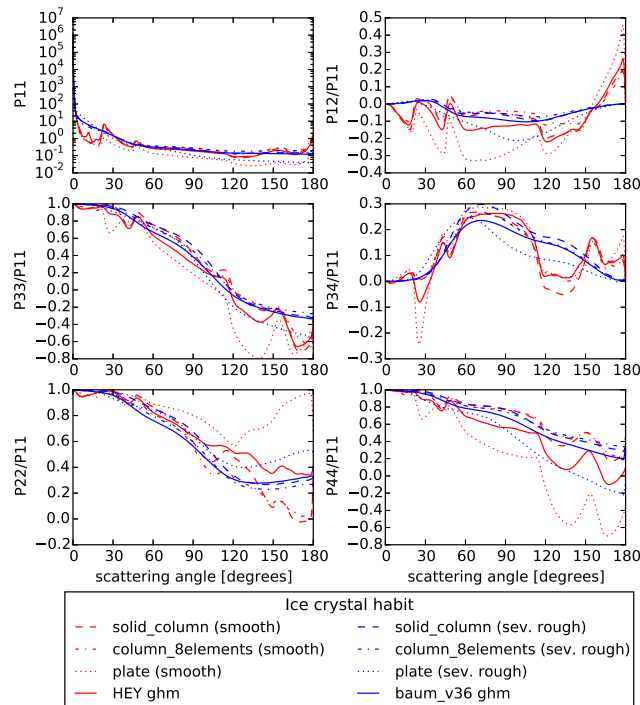 10^7
10^6
10^5
10^4
10^3
10^2
10^1
10^0
10^-1
10^-2
P11
0 30 60 90 120 150 180
0.5
0.4
0.3
0.2
0.1
0.0
−0.1
−0.2
−0.3
−0.4
P12/P11
0 30 60 90 120 150 180
1.0
0.8
0.6
0.4
0.2
0.0
−0.2
−0.4
−0.6
−0.8
P33/P11
0 30 60 90 120 150 180
0.3
0.2
0.1
0.0
0.1
0.2
0.3
P34/P11
0 30 60 90 120 150 180
1.0
0.8
0.6
0.4
0.2
0.0
−0.2
P22/P11
0 30 60 90 120 150 180
scattering angle [degrees]
1.0
0.8
0.6
0.4
0.2
0.0
−0.2
−0.4
−0.6
−0.8
P44/P11
0 30 60 90 120 150 180
scattering angle [degrees]
Ice crystal habit
solid_column (smooth)
column_8elements (smooth)
plate (smooth)
HEY ghm
solid_column (sev. rough)
column_8elements (sev. rough)
plate (sev. rough)
baum_v36 ghm